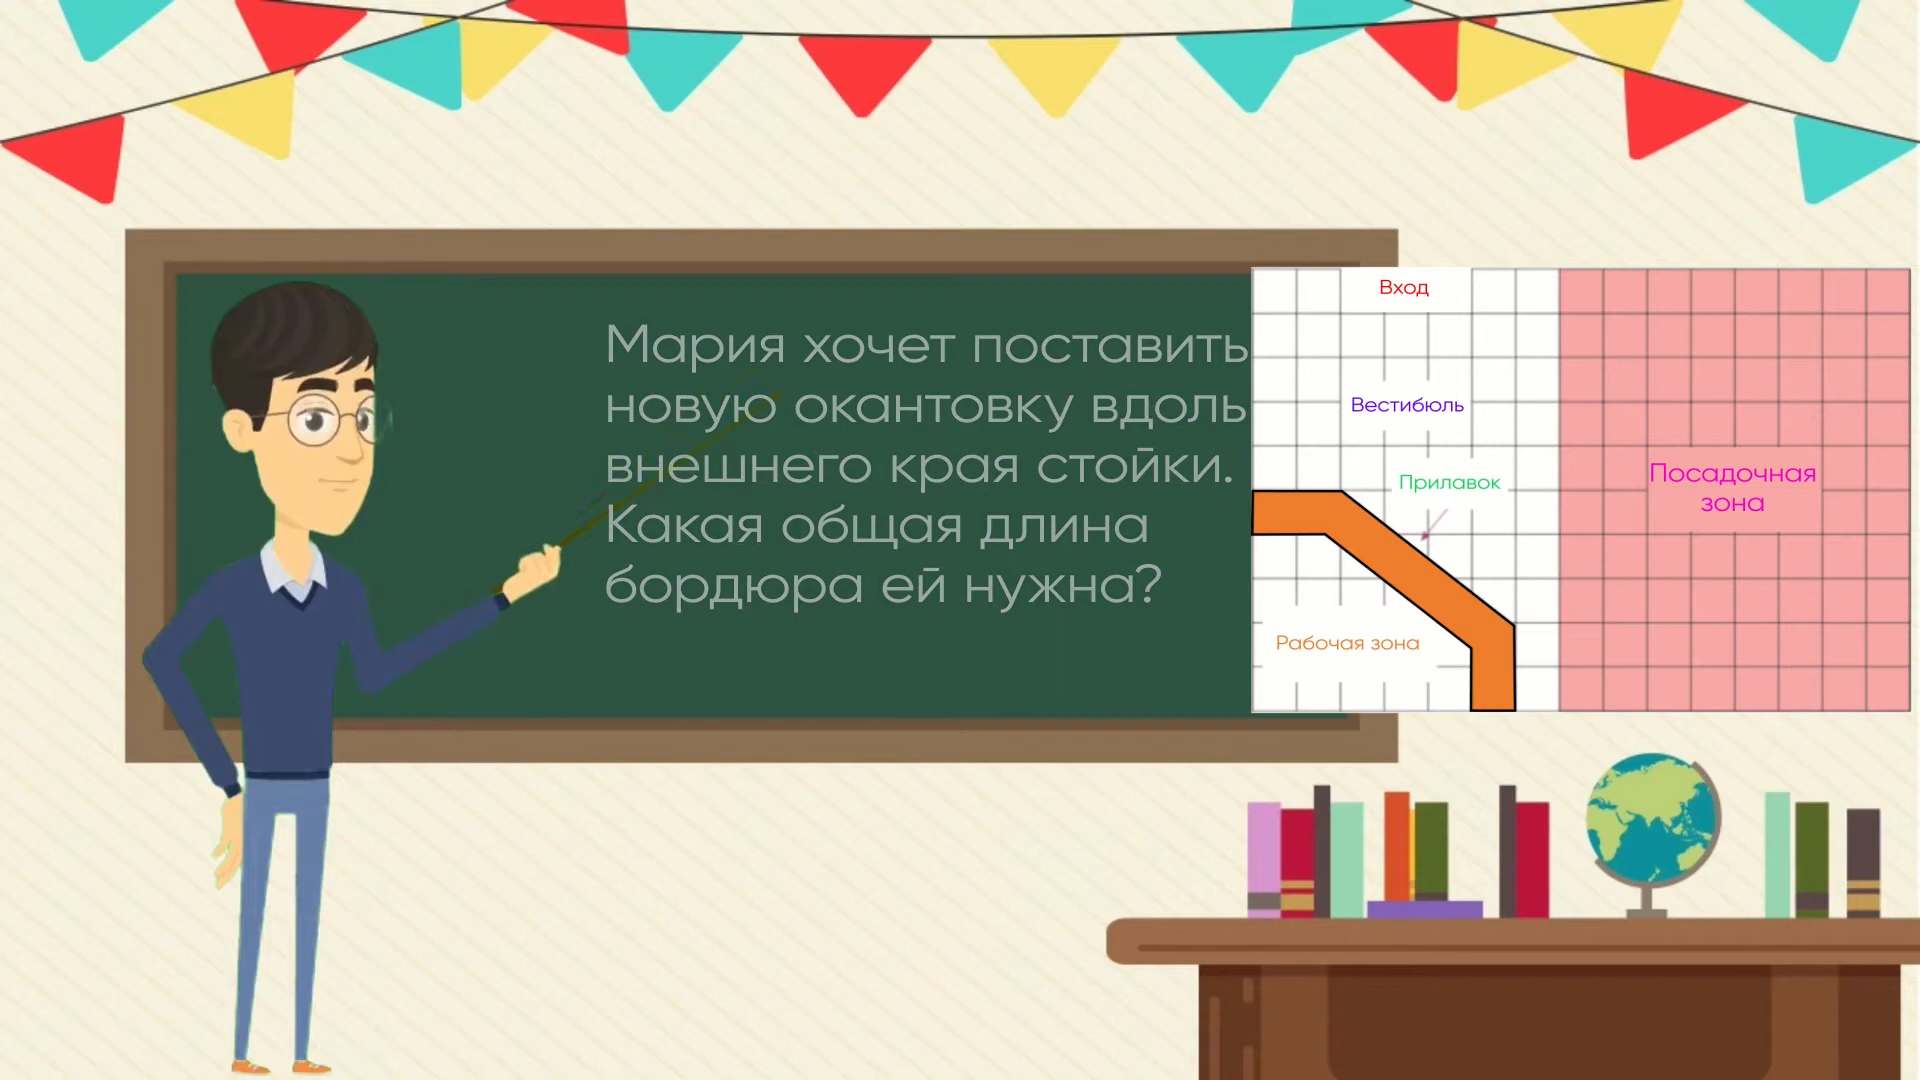 Мария хочет поставить
новую окантовку вдоль
внешнего края стойки.
Какая общая длина
бордюра ей нужна?
Вход
Вестибюль
Прилавок
Посадочная
зона
Рабочая зона